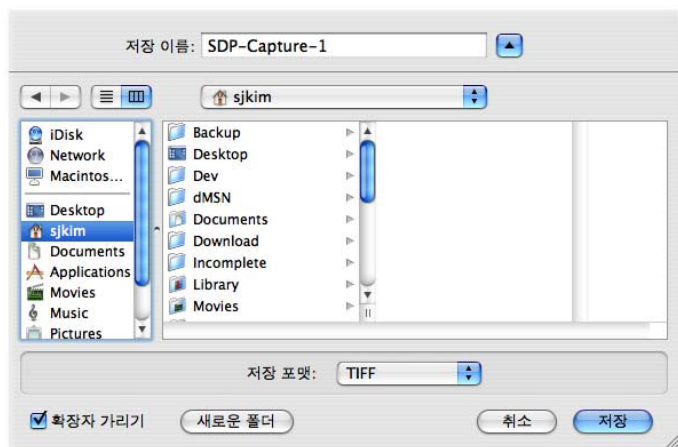 저장 이름: SDP-Capture-1
sjkim
iDisk
Network
Macintos...
Desktop
sjkim
Documents
Applications
Movies
Music
Pictures
Backup
Desktop
Dev
dMSN
Documents
Download
Incomplete
Library
Movies
저장 포맷: TIFF
확장자 가리기 새로운 폴더 취소 저장